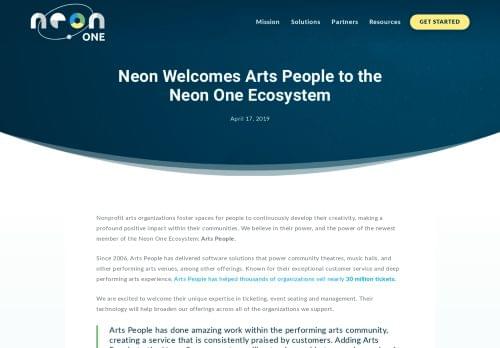 neon ONE
Mission Solutions Partners Resources GET STARTED
Neon Welcomes Arts People to the
Neon One Ecosystem
April 17, 2019
Nonprofit arts organizations foster spaces for people to continuously develop their creativity, making a
profound positive impact within their communities. We believe in their power, and the power of the newest
member of the Neon One Ecosystem: Arts People.
Since 2006, Arts People has delivered software solutions that power community theatres, music halls, and
other performing arts venues, among other offerings. Known for their exceptional customer service and deep
performing arts experience, Arts People has helped thousands of organizations sell nearly 30 million tickets.
We are excited to welcome their unique expertise in ticketing, event seating and management. Their
technology will help broaden our offerings across all of the organizations we support.
Arts People has done amazing work within the performing arts community,
creating a service that is consistently praised by customers. Adding Arts